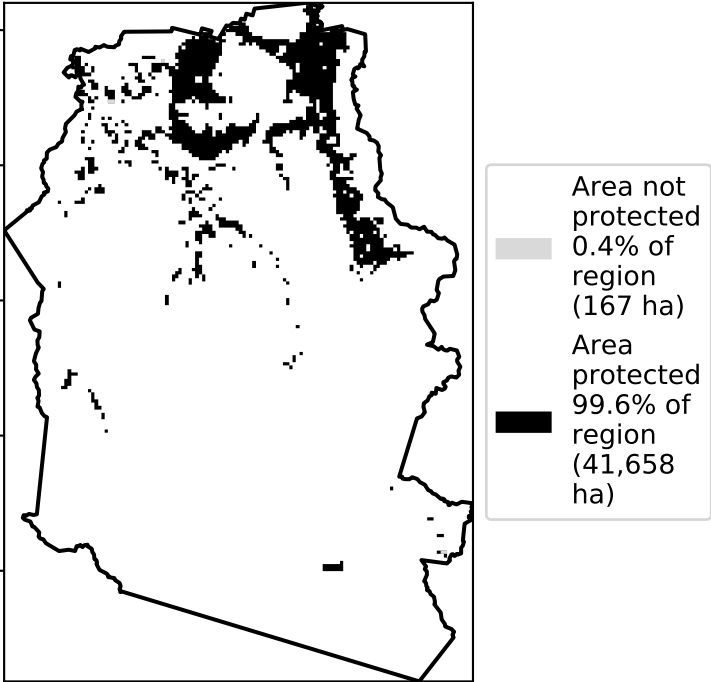 Area not
protected
0.4% of
region
(167 ha)
Area
protected
99.6% of
region
(41,658
ha)